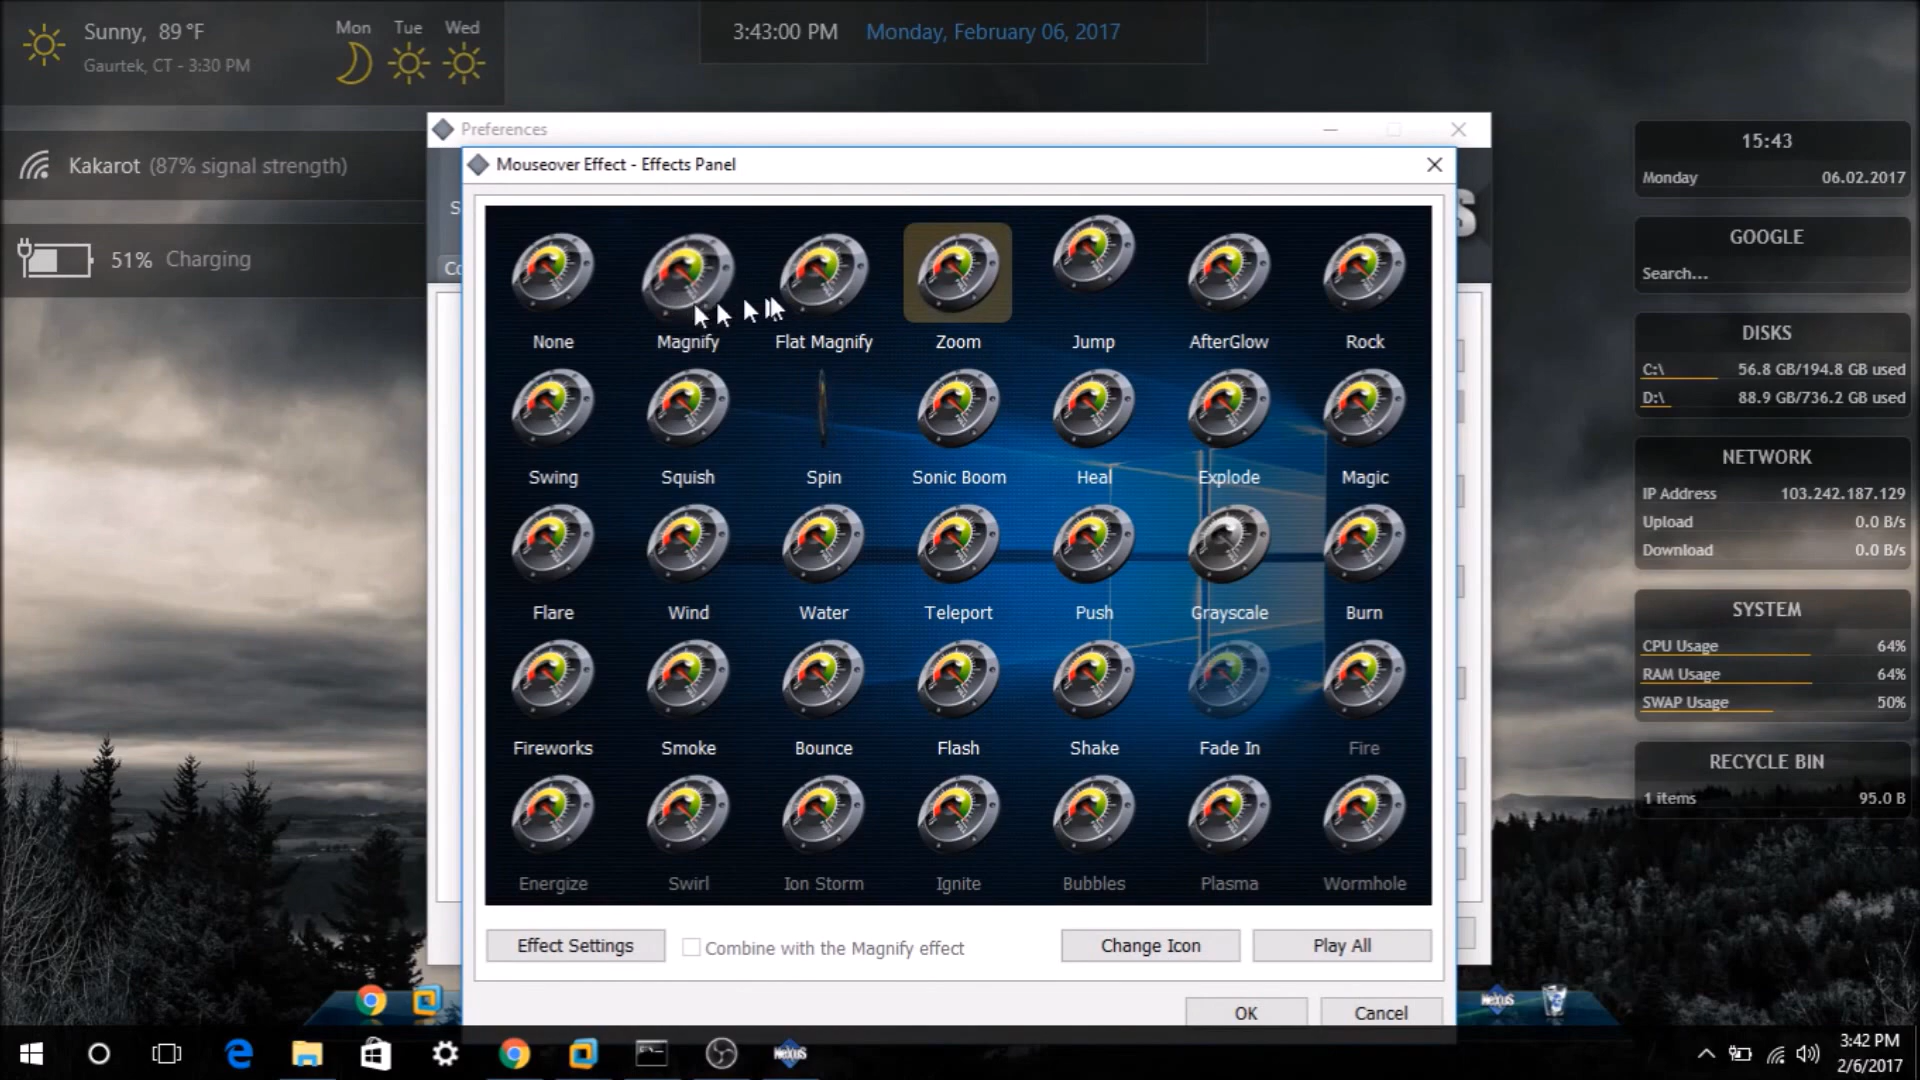 Sunny, 89 °F
Gaurtek, CT - 3:30 PM
Mon Tue Wed
3:43:00 PM Monday, February 06, 2017
Kakarot (87% signal strength)
51% Charging
Preferences
Mouseover Effect - Effects Panel
None Magnify Flat Magnify Zoom Jump AfterGlow Rock
Swing Squish Spin Sonic Boom Heal Explode Magic
Flare Wind Water Teleport Push Grayscale Burn
Fireworks Smoke Bounce Flash Shake Fade In Fire
Energize Swirl Ion Storm Ignite Bubbles Plasma Wormhole
Effect Settings Combine with the Magnify effect Change Icon Play All
OK Cancel
15:43
Monday 06.02.2017
GOOGLE
Search...
DISKS
C:\ 56.8 GB/194.8 GB used
D:\ 88.9 GB/736.2 GB used
NETWORK
IP Address 103.242.187.129
Upload 0.0 B/s
Download 0.0 B/s
SYSTEM
CPU Usage 64%
RAM Usage 64%
SWAP Usage 50%
RECYCLE BIN
1 items 95.0 B
NeXuS
NeXuS
3:42 PM
2/6/2017